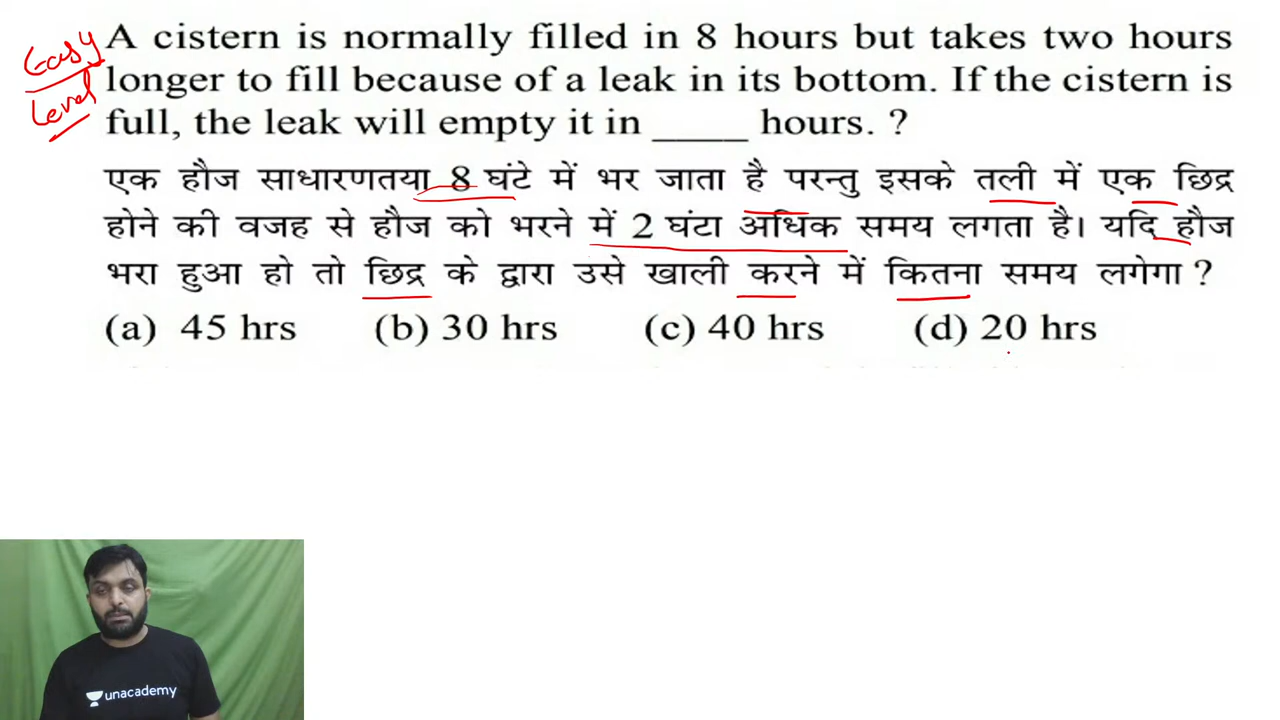 Easy
Level
A cistern is normally filled in 8 hours but takes two hours
longer to fill because of a leak in its bottom. If the cistern is
full, the leak will empty it in ____ hours. ?
एक हौज साधारणतया 8 घंटे में भर जाता है परन्तु इसके तली में एक छिद्र
होने की वजह से हौज को भरने में 2 घंटा अधिक समय लगता है। यदि हौज
भरा हुआ हो तो छिद्र के द्वारा उसे खाली करने में कितना समय लगेगा ?
(a) 45 hrs (b) 30 hrs (c) 40 hrs (d) 20 hrs
unacademy